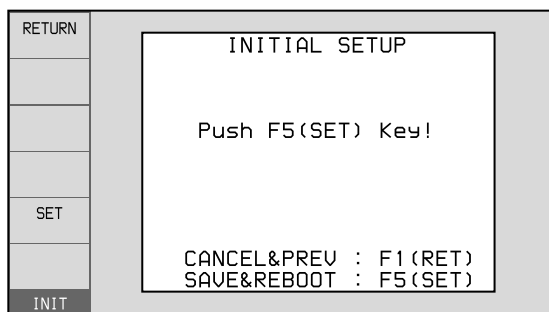 RETURN
SET
INIT
INITIAL SETUP
Push F5(SET) Key!
CANCEL&PREV : F1(RET)
SAVE&REBOOT : F5(SET)